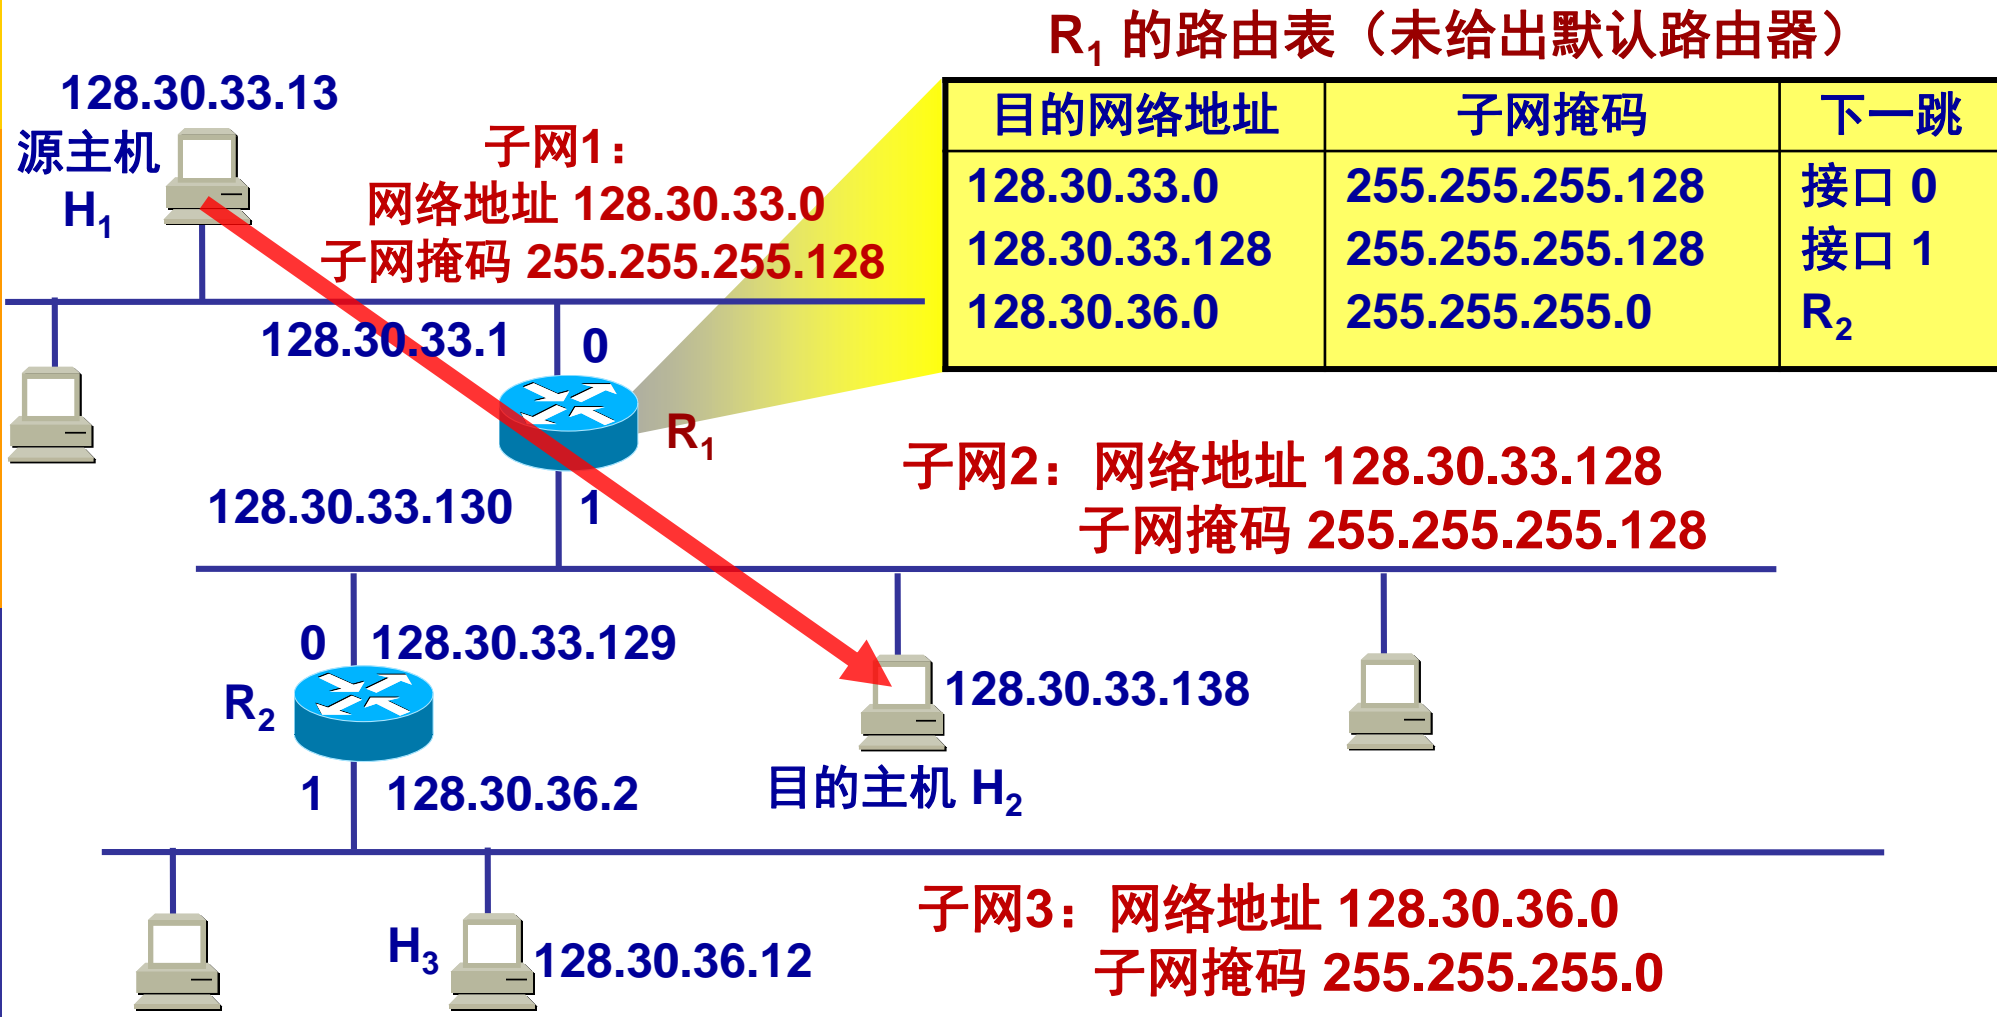 R1 的路由表（未给出默认路由器）
目的网络地址 子网掩码 下一跳
128.30.33.0 255.255.255.128 接口 0
128.30.33.128 255.255.255.128 接口 1
128.30.36.0 255.255.255.0 R2
128.30.33.13
源主机
H1
子网1：
网络地址 128.30.33.0
子网掩码 255.255.255.128
128.30.33.1 0
R1
128.30.33.130 1
子网2：网络地址 128.30.33.128
子网掩码 255.255.255.128
0 128.30.33.129
R2
1 128.30.36.2
128.30.33.138
目的主机 H2
H3 128.30.36.12
子网3：网络地址 128.30.36.0
子网掩码 255.255.255.0